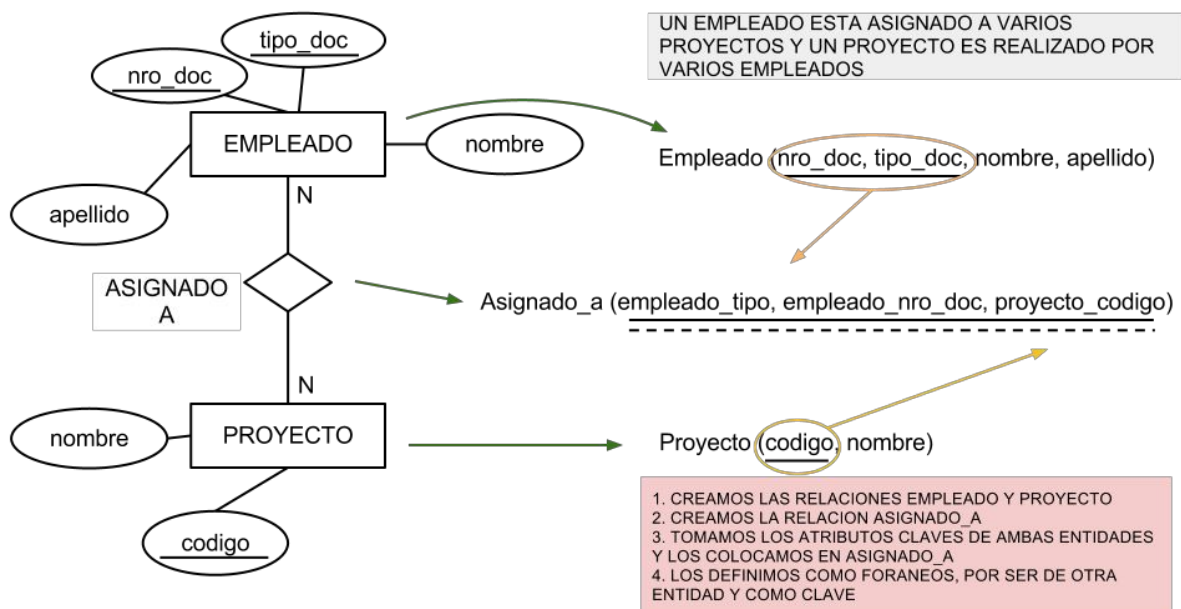 tipo_doc
nro_doc
EMPLEADO
nombre
apellido
N
ASIGNADO
A
N
nombre
PROYECTO
codigo
UN EMPLEADO ESTA ASIGNADO A VARIOS
PROYECTOS Y UN PROYECTO ES REALIZADO POR
VARIOS EMPLEADOS
Empleado (nro_doc, tipo_doc, nombre, apellido)
Asignado_a (empleado_tipo, empleado_nro_doc, proyecto_codigo)
Proyecto (codigo, nombre)
1. CREAMOS LAS RELACIONES EMPLEADO Y PROYECTO
2. CREAMOS LA RELACION ASIGNADO_A
3. TOMAMOS LOS ATRIBUTOS CLAVES DE AMBAS ENTIDADES
Y LOS COLOCAMOS EN ASIGNADO_A
4. LOS DEFINIMOS COMO FORANEOS, POR SER DE OTRA
ENTIDAD Y COMO CLAVE